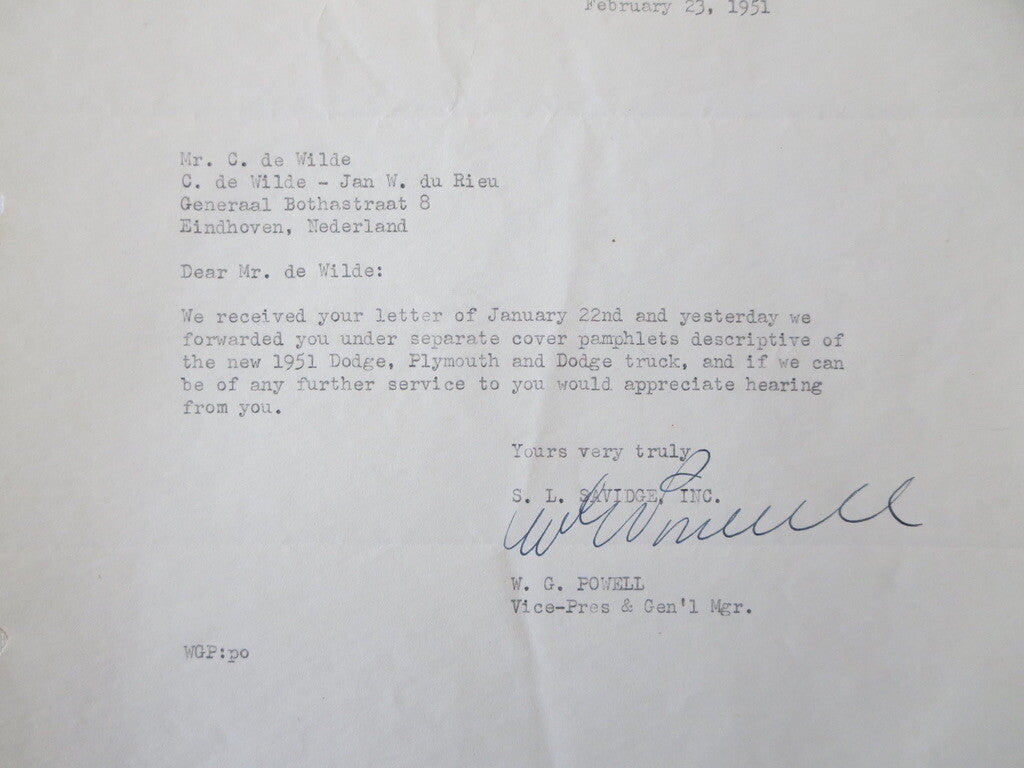 February 23, 1951
Mr. C. de Wilde
C. de Wilde - Jan W. du Rieu
Generaal Bothastraat 8
Eindhoven, Nederland
Dear Mr. de Wilde:
We received your letter of January 22nd and yesterday we
forwarded you under separate cover pamphlets descriptive of
the new 1951 Dodge, Plymouth and Dodge truck, and if we can
be of any further service to you would appreciate hearing
from you.
Yours very truly,
S. L. SAVIDGE, INC.
WGPowell
W. G. POWELL
Vice-Pres & Gen'l Mgr.
WGP:po